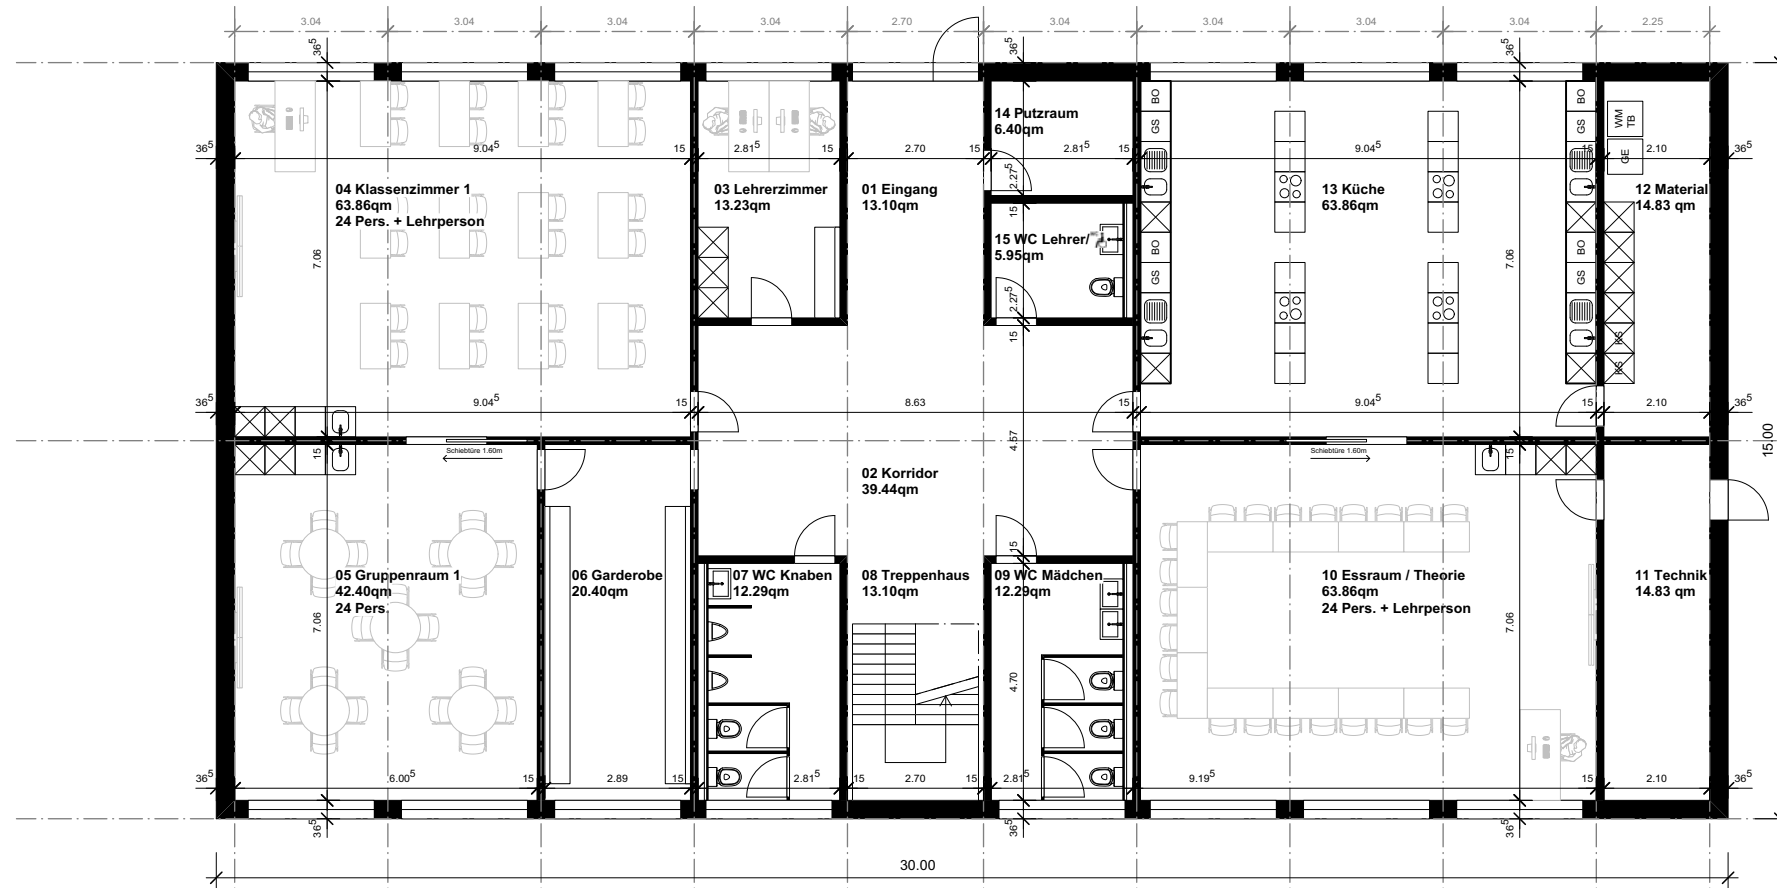 3.04
3.04
3.04
3.04
2.70
3.04
3.04
3.04
3.04
2.25
36⁵
36⁵
36⁵
BO
GS
BO
GS
WM
TB
GE
14 Putzraum
6.40qm
36⁵
9.04⁵
15
2.81⁵
15
2.70
15
2.81⁵
15
9.04⁵
15
2.10
36⁵
2.27⁵
04 Klassenzimmer 1
63.86qm
24 Pers. + Lehrperson
03 Lehrerzimmer
13.23qm
01 Eingang
13.10qm
13 Küche
63.86qm
12 Material
14.83 qm
15
15 WC Lehrer/
5.95qm
BO
GS
BO
GS
7.06
7.06
2.27⁵
15
KS
KS
36⁵
9.04⁵
15
8.63
15
9.04⁵
15
2.10
36⁵
4.57
15.00
15
Schiebtüre 1.60m
Schiebtüre 1.60m
15
02 Korridor
39.44qm
15
05 Gruppenraum 1
42.40qm
24 Pers.
06 Garderobe
20.40qm
07 WC Knaben
12.29qm
08 Treppenhaus
13.10qm
09 WC Mädchen
12.29qm
10 Essraum / Theorie
63.86qm
24 Pers. + Lehrperson
11 Technik
14.83 qm
7.06
4.70
7.06
36⁵
6.00⁵
15
2.89
15
2.81⁵
15
2.70
15
2.81⁵
9.19⁵
15
2.10
36⁵
36⁵
36⁵
36⁵
30.00